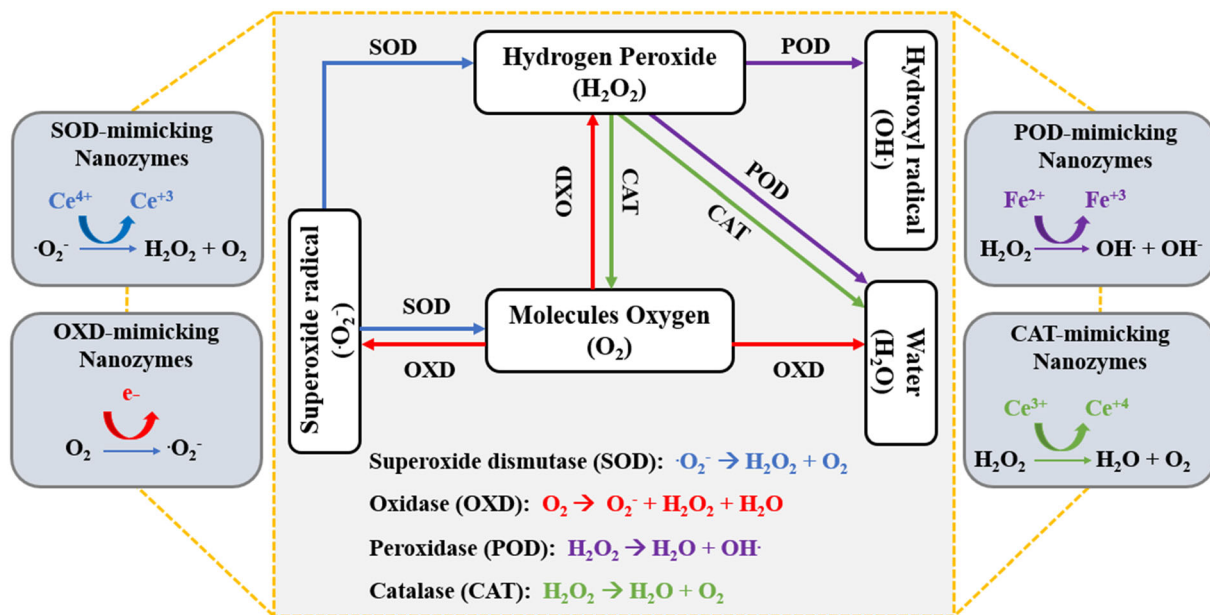 SOD-mimicking
Nanozymes
Ce⁴⁺ Ce⁺³
·O₂⁻ → H₂O₂ + O₂
OXD-mimicking
Nanozymes
e-
O₂ → ·O₂⁻
SOD
Hydrogen Peroxide
(H₂O₂)
POD
Hydroxyl radical
(OH·)
OXD
CAT
POD
CAT
Superoxide radical
(·O₂⁻)
SOD
OXD
Molecules Oxygen
(O₂)
OXD
Water
(H₂O)
Superoxide dismutase (SOD): ·O₂⁻ → H₂O₂ + O₂
Oxidase (OXD): O₂ → O₂⁻ + H₂O₂ + H₂O
Peroxidase (POD): H₂O₂ → H₂O + OH·
Catalase (CAT): H₂O₂ → H₂O + O₂
POD-mimicking
Nanozymes
Fe²⁺ Fe⁺³
H₂O₂ → OH· + OH⁻
CAT-mimicking
Nanozymes
Ce³⁺ Ce⁺⁴
H₂O₂ → H₂O + O₂